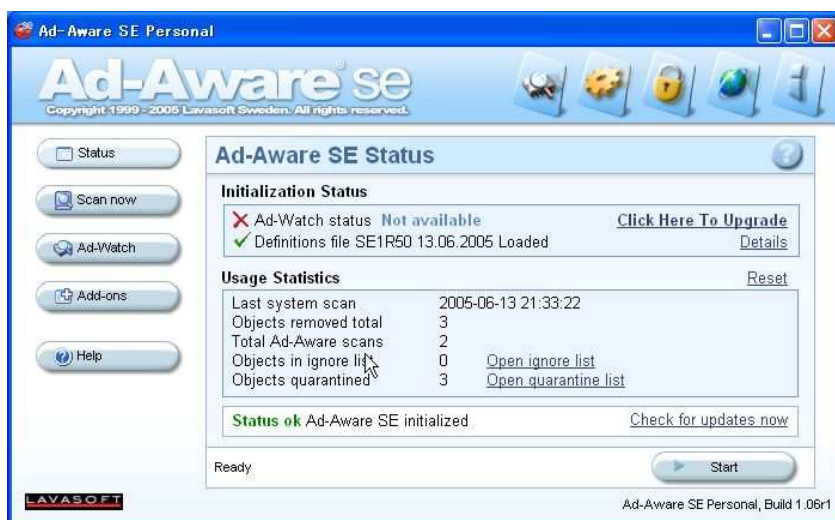 Ad-Aware SE Personal
Ad-Aware SE
Copyright 1999 - 2005 Lavasoft Sweden. All rights reserved.
Status
Scan now
Ad-Watch
Add-ons
Help
Ad-Aware SE Status
Initialization Status
Ad-Watch status Not available Click Here To Upgrade
Definitions file SE1R50 13.06.2005 Loaded Details
Usage Statistics Reset
Last system scan 2005-06-13 21:33:22
Objects removed total 3
Total Ad-Aware scans 2
Objects in ignore list 0 Open ignore list
Objects quarantined 3 Open quarantine list
Status ok Ad-Aware SE initialized Check for updates now
Ready Start
LAVASOFT
Ad-Aware SE Personal, Build 1.06r1